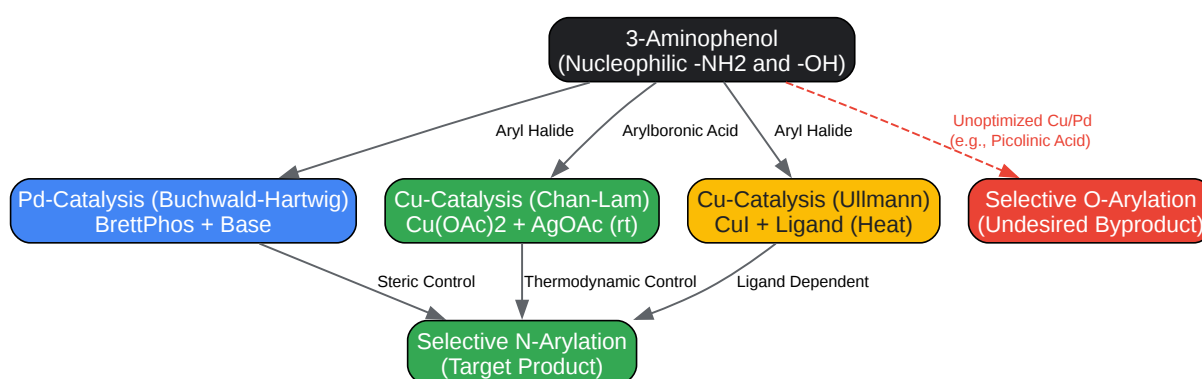 3-Aminophenol
(Nucleophilic -NH2 and -OH)
Aryl Halide
Arylboronic Acid
Aryl Halide
Unoptimized Cu/Pd
(e.g., Picolinic Acid)
Pd-Catalysis (Buchwald-Hartwig)
BrettPhos + Base
Cu-Catalysis (Chan-Lam)
Cu(OAc)2 + AgOAc (rt)
Cu-Catalysis (Ullmann)
CuI + Ligand (Heat)
Selective O-Arylation
(Undesired Byproduct)
Steric Control
Thermodynamic Control
Ligand Dependent
Selective N-Arylation
(Target Product)